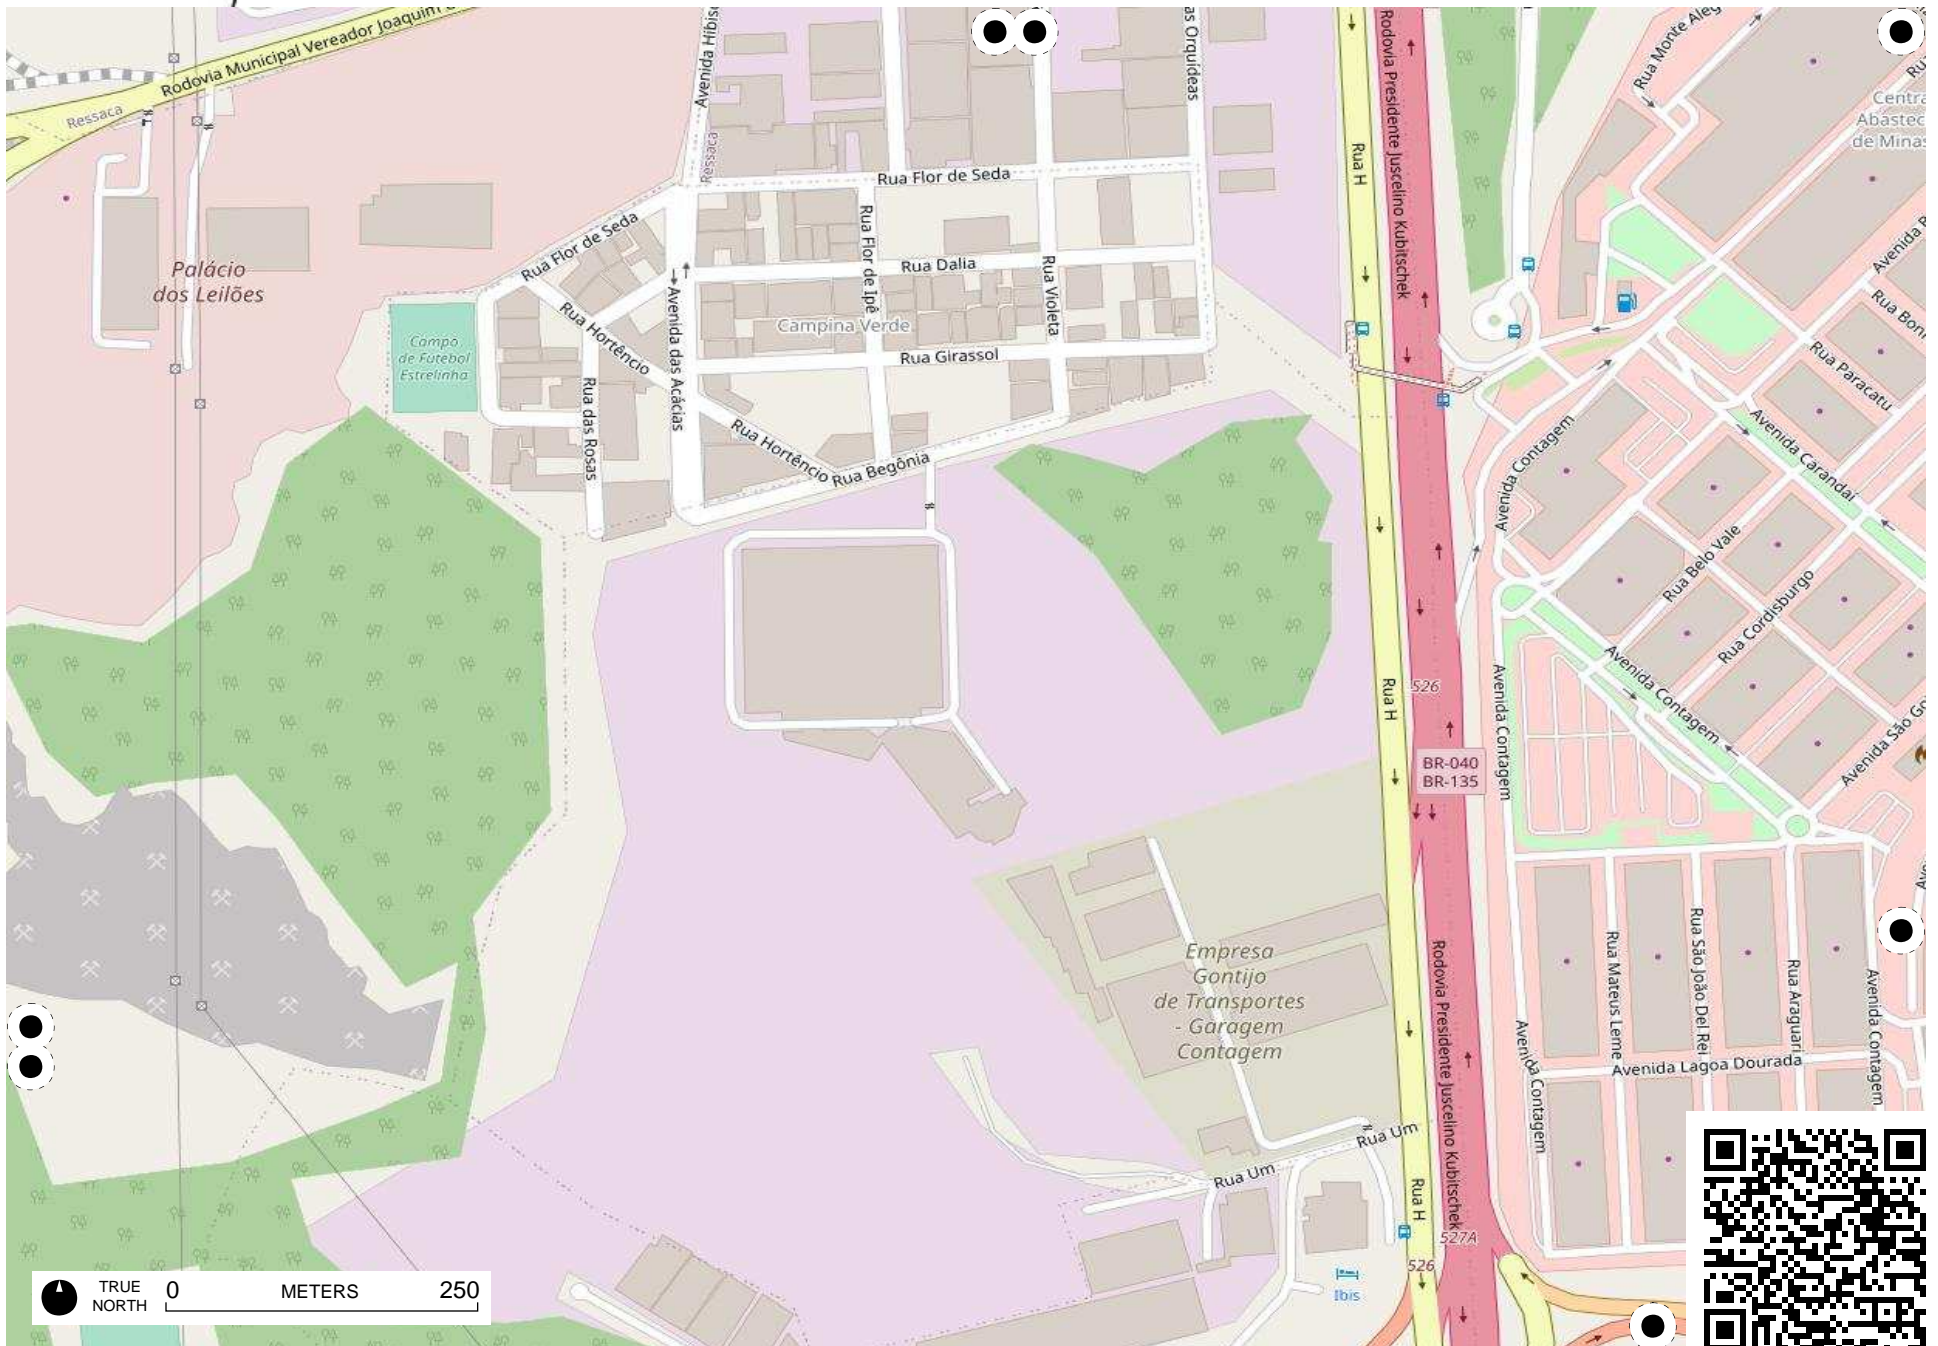 Rodovia Municipal Vereador Joaquim
Ressaca
Avenida Hibis
Ressaca
as Orquídeas
Rua H
Rodovia Presidente Juscelino Kubitschek
Rua Monte Aleg
Centra
Abastec
de Minas
Rua Flor de Seda
Rua Flor de Seda
Rua Flor de Ipê
Rua Dalia
Rua Violeta
Avenida das Acácias
Palácio
dos Leilões
Campo
de Futebol
Estrelinha
Rua Hortêncio
Campina Verde
Rua Girassol
Rua das Rosas
Rua Hortêncio
Rua Begônia
Rua Bon
Rua Paracatu
Avenida Carandaí
Avenida Contagem
Rua Belo Vale
Rua Cordisburgo
Avenida Contagem
Avenida Contagem
Avenida São Go
Rua H
526
BR-040
BR-135
Empresa
Gontijo
de Transportes
- Garagem
Contagem
Rodovia Presidente Juscelino Kubitschek
Rua Mateus Leme
Rua São João Del Rei
Rua Araguari
Avenida Contagem
Avenida Lagoa Dourada
Avenida Contagem
Avenida Contagem
Rua Um
Rua Um
Rua H
527A
526
Ibis
TRUE
NORTH
0 METERS 250